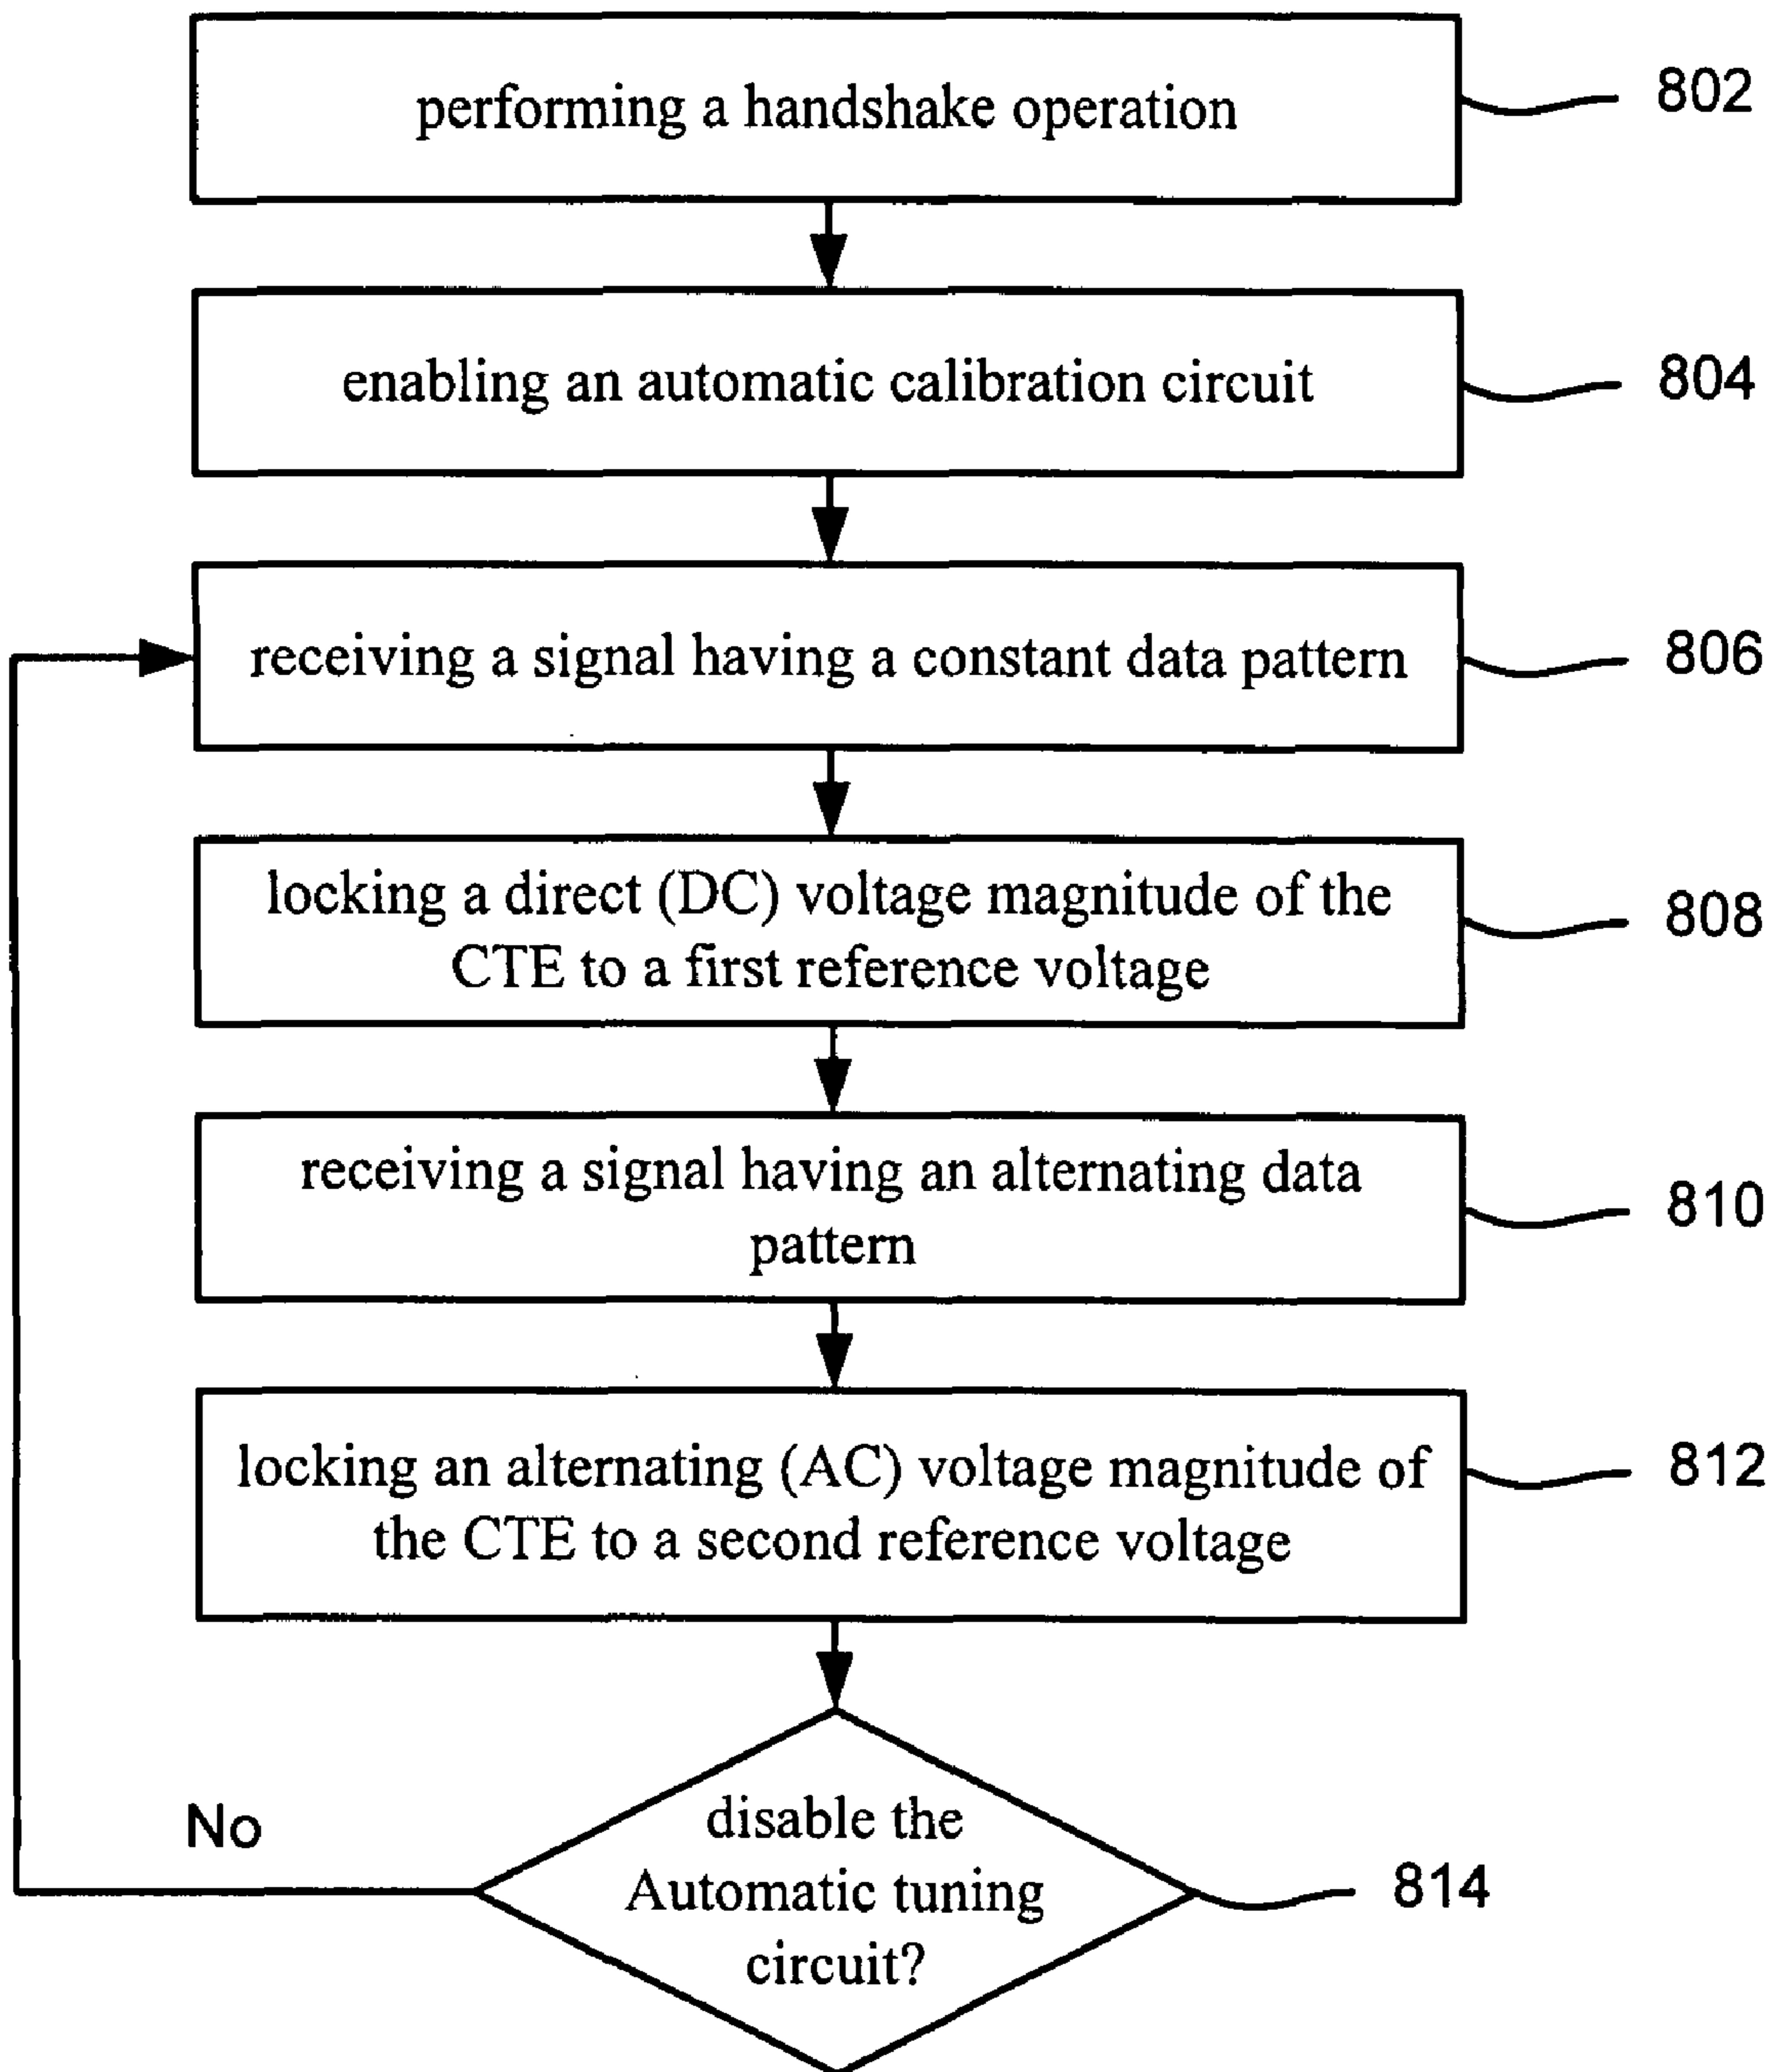 performing a handshake operation
802
enabling an automatic calibration circuit
804
receiving a signal having a constant data pattern
806
locking a direct (DC) voltage magnitude of the
CTE to a first reference voltage
808
receiving a signal having an alternating data
pattern
810
locking an alternating (AC) voltage magnitude of
the CTE to a second reference voltage
812
No
disable the
Automatic tuning
circuit?
814